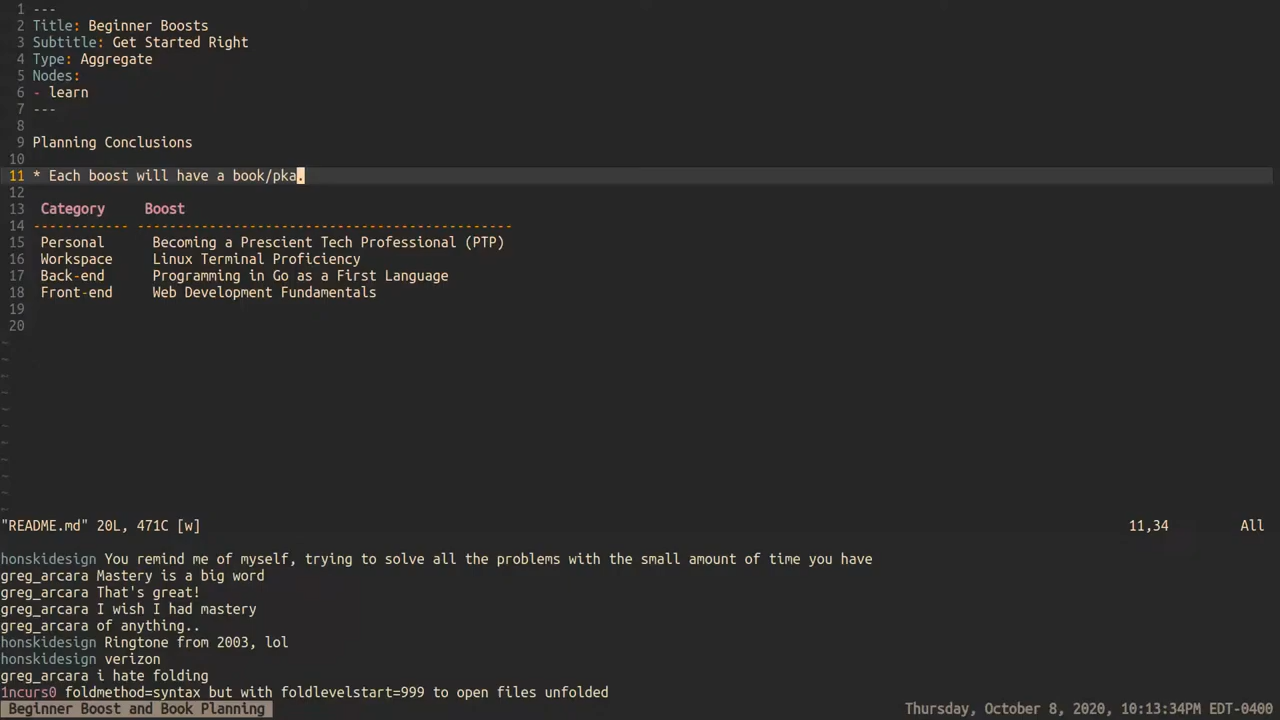 1 ---
2 Title: Beginner Boosts
3 Subtitle: Get Started Right
4 Type: Aggregate
5 Nodes:
6 - learn
7 ---
8
9 Planning Conclusions
10
11 * Each boost will have a book/pka.
12
13 Category Boost
14 ------------ -----------------------------------------------
15 Personal Becoming a Prescient Tech Professional (PTP)
16 Workspace Linux Terminal Proficiency
17 Back-end Programming in Go as a First Language
18 Front-end Web Development Fundamentals
19
20
~
~
~
~
~
~
~
~
~
~
~
"README.md" 20L, 471C [w] 11,34 All
honskidesign You remind me of myself, trying to solve all the problems with the small amount of time you have
greg_arcara Mastery is a big word
greg_arcara That's great!
greg_arcara I wish I had mastery
greg_arcara of anything..
honskidesign Ringtone from 2003, lol
honskidesign verizon
greg_arcara i hate folding
1ncurs0 foldmethod=syntax but with foldlevelstart=999 to open files unfolded
Beginner Boost and Book Planning Thursday, October 8, 2020, 10:13:34PM EDT-0400